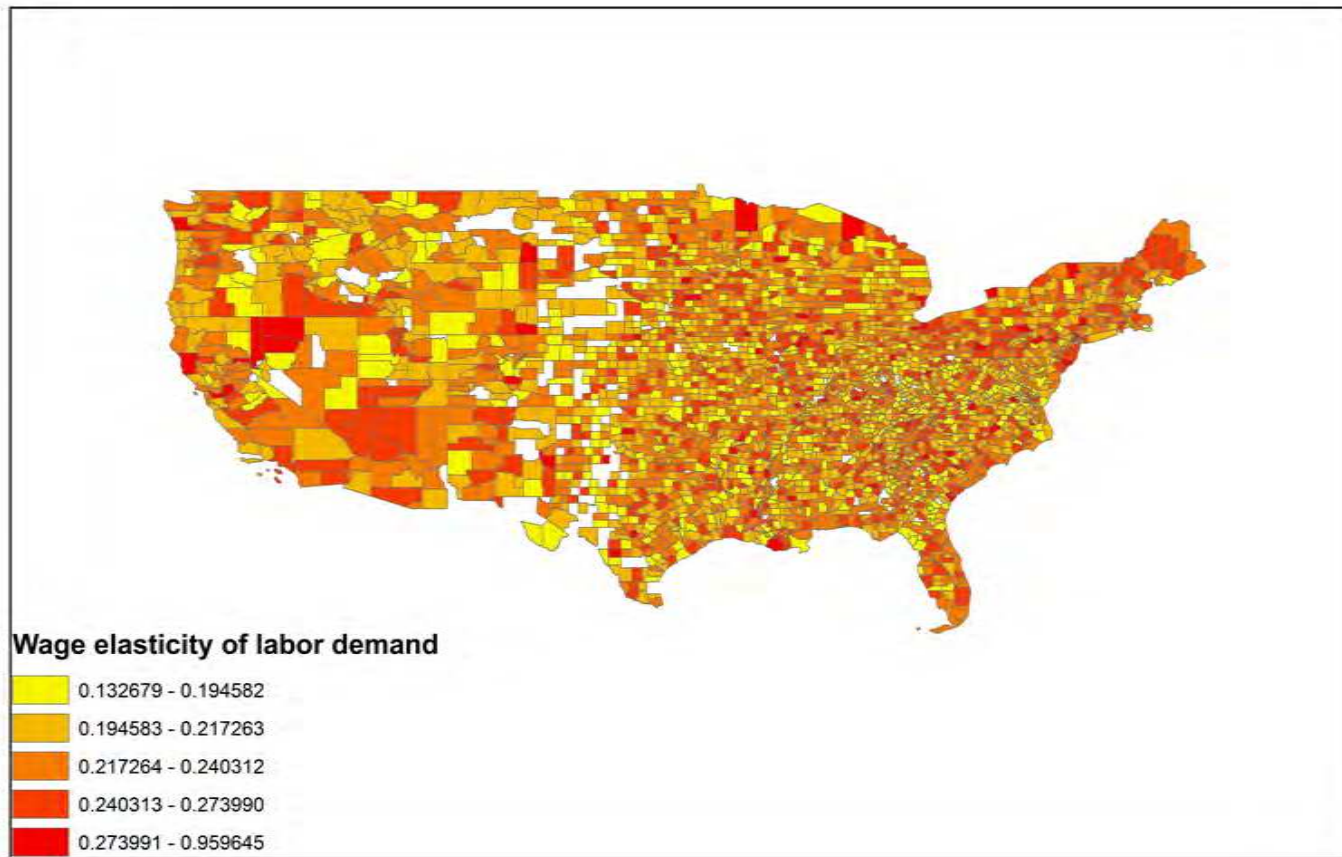 Wage elasticity of labor demand
0.132679 - 0.194582
0.194583 - 0.217263
0.217264 - 0.240312
0.240313 - 0.273990
0.273991 - 0.959645